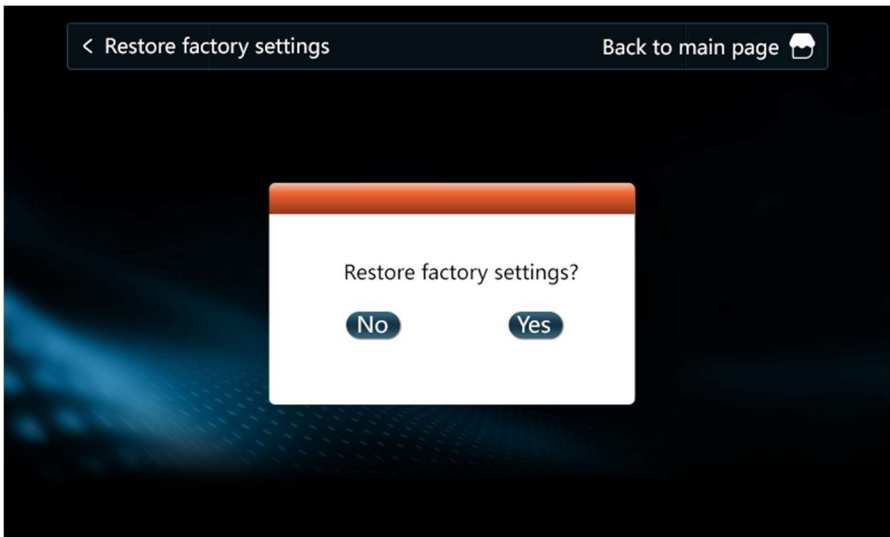 < Restore factory settings
Back to main page
Restore factory settings?
No
Yes